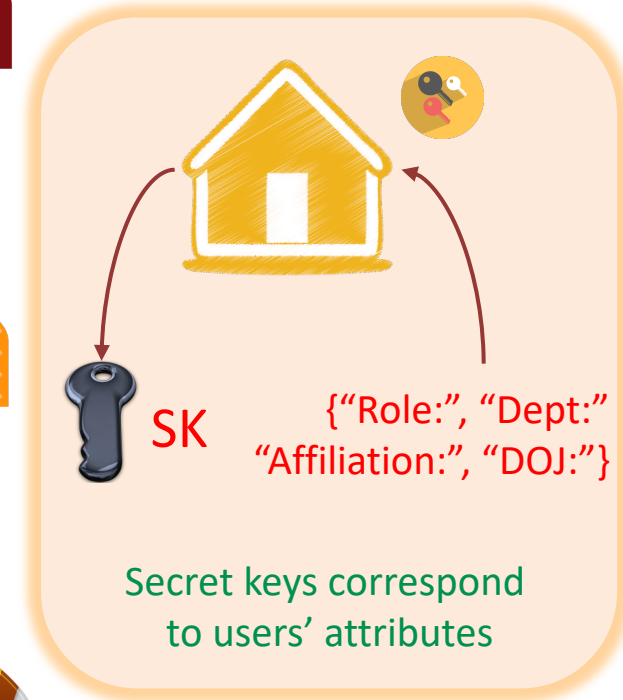 SK
{“Role:”, “Dept:”
“Affiliation:”, “DOJ:”}
Secret keys correspond
to users’ attributes